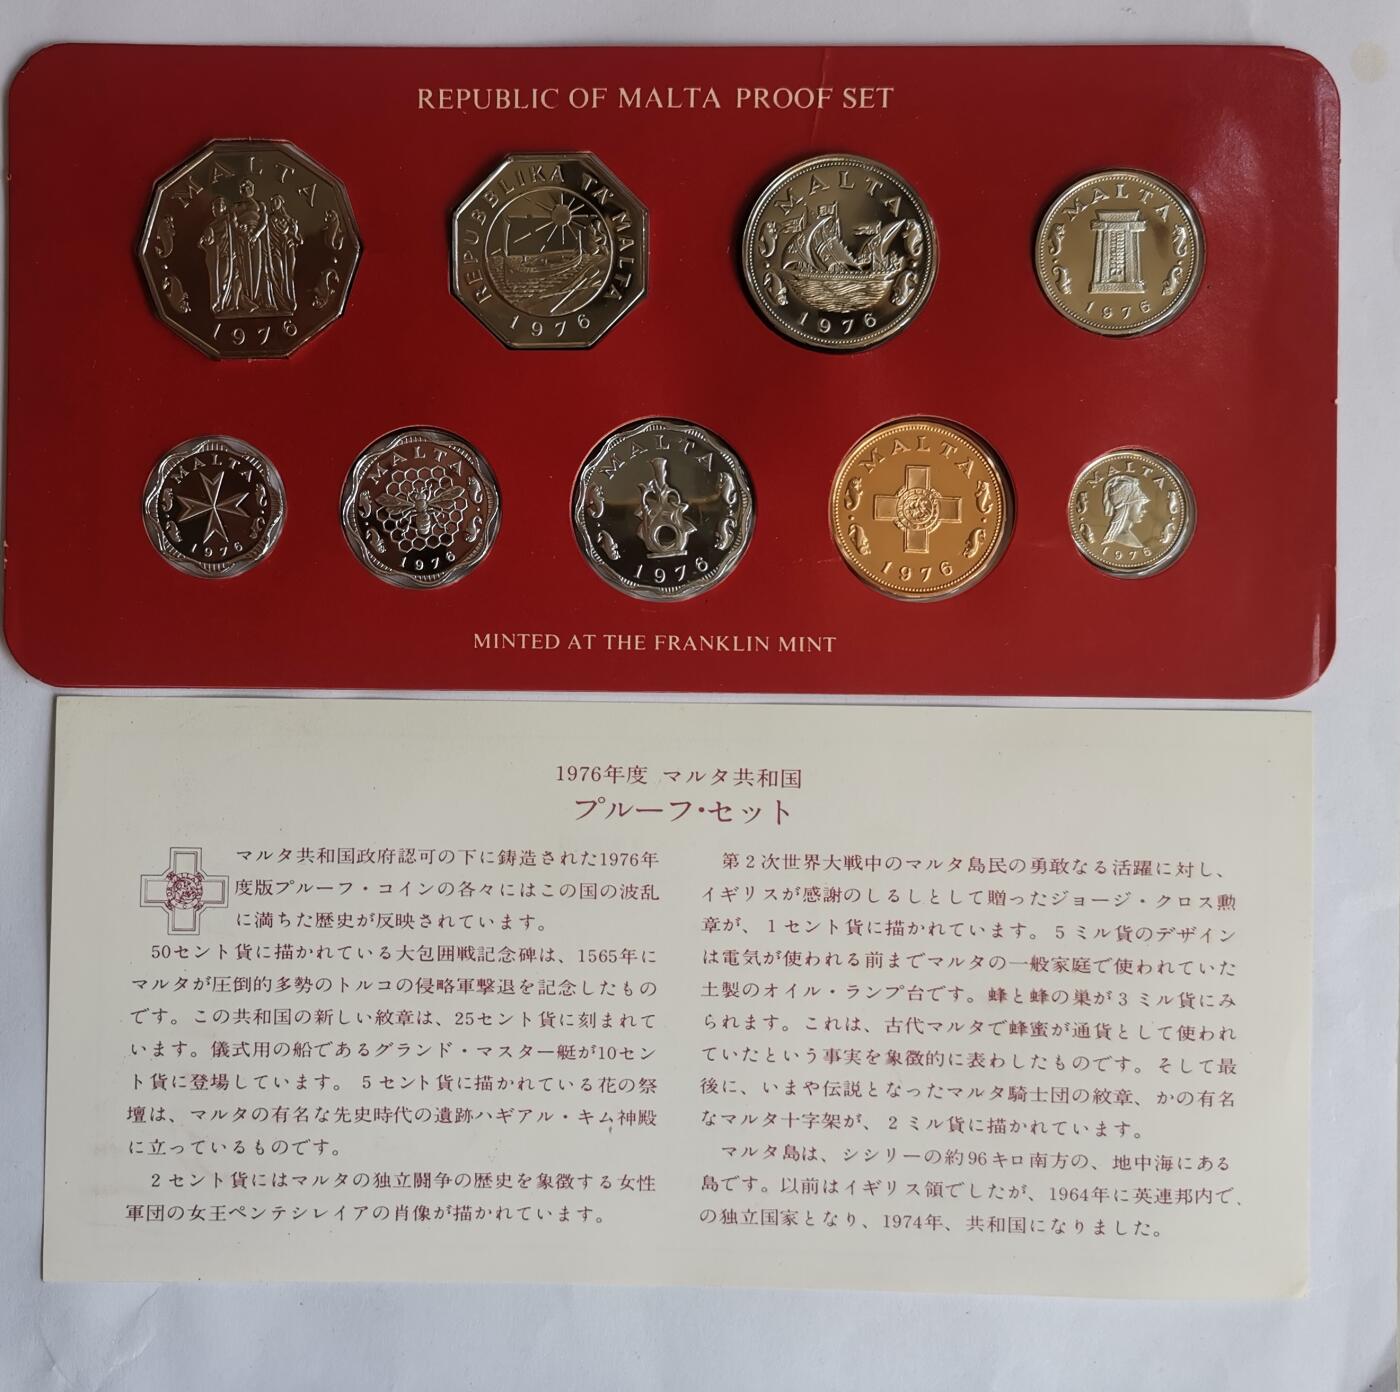 REPUBLIC OF MALTA PROOF SET
MALTA
1976
REPUBBLIKA TA' MALTA
1976
MALTA
1976
MALTA
1976
MALTA
1976
MALTA
1976
MALTA
1976
MALTA
1976
MALTA
1976
MINTED AT THE FRANKLIN MINT
1976年度 マルタ共和国
プルーフ・セット
マルタ共和国政府認可の下に鋳造された1976年
度版プルーフ・コインの各々にはこの国の波乱
に満ちた歴史が反映されています。
50セント貨に描かれている大包囲戦記念碑は、1565年に
マルタが圧倒的多勢のトルコの侵略軍撃退を記念したもの
です。この共和国の新しい紋章は、25セント貨に刻まれて
います。儀式用の船であるグランド・マスター艇が10セン
ト貨に登場しています。5セント貨に描かれている花の祭
壇は、マルタの有名な先史時代の遺跡ハギアル・キム神殿
に立っているものです。
2セント貨にはマルタの独立闘争の歴史を象徴する女性
軍団の女王ペンテシレイアの肖像が描かれています。
第2次世界大戦中のマルタ島民の勇敢なる活躍に対し、
イギリスが感謝のしるしとして贈ったジョージ・クロス勲
章が、1セント貨に描かれています。5ミル貨のデザイン
は電気が使われる前までマルタの一般家庭で使われていた
土製のオイル・ランプ台です。蜂と蜂の巣が3ミル貨にみ
られます。これは、古代マルタで蜂蜜が通貨として使われ
ていたという事実を象徴的に表わしたものです。そして最
後に、いまや伝説となったマルタ騎士団の紋章、かの有名
なマルタ十字架が、2ミル貨に描かれています。
マルタ島は、シシリーの約96キロ南方の、地中海にある
島です。以前はイギリス領でしたが、1964年に英連邦内で
の独立国家となり、1974年、共和国になりました。